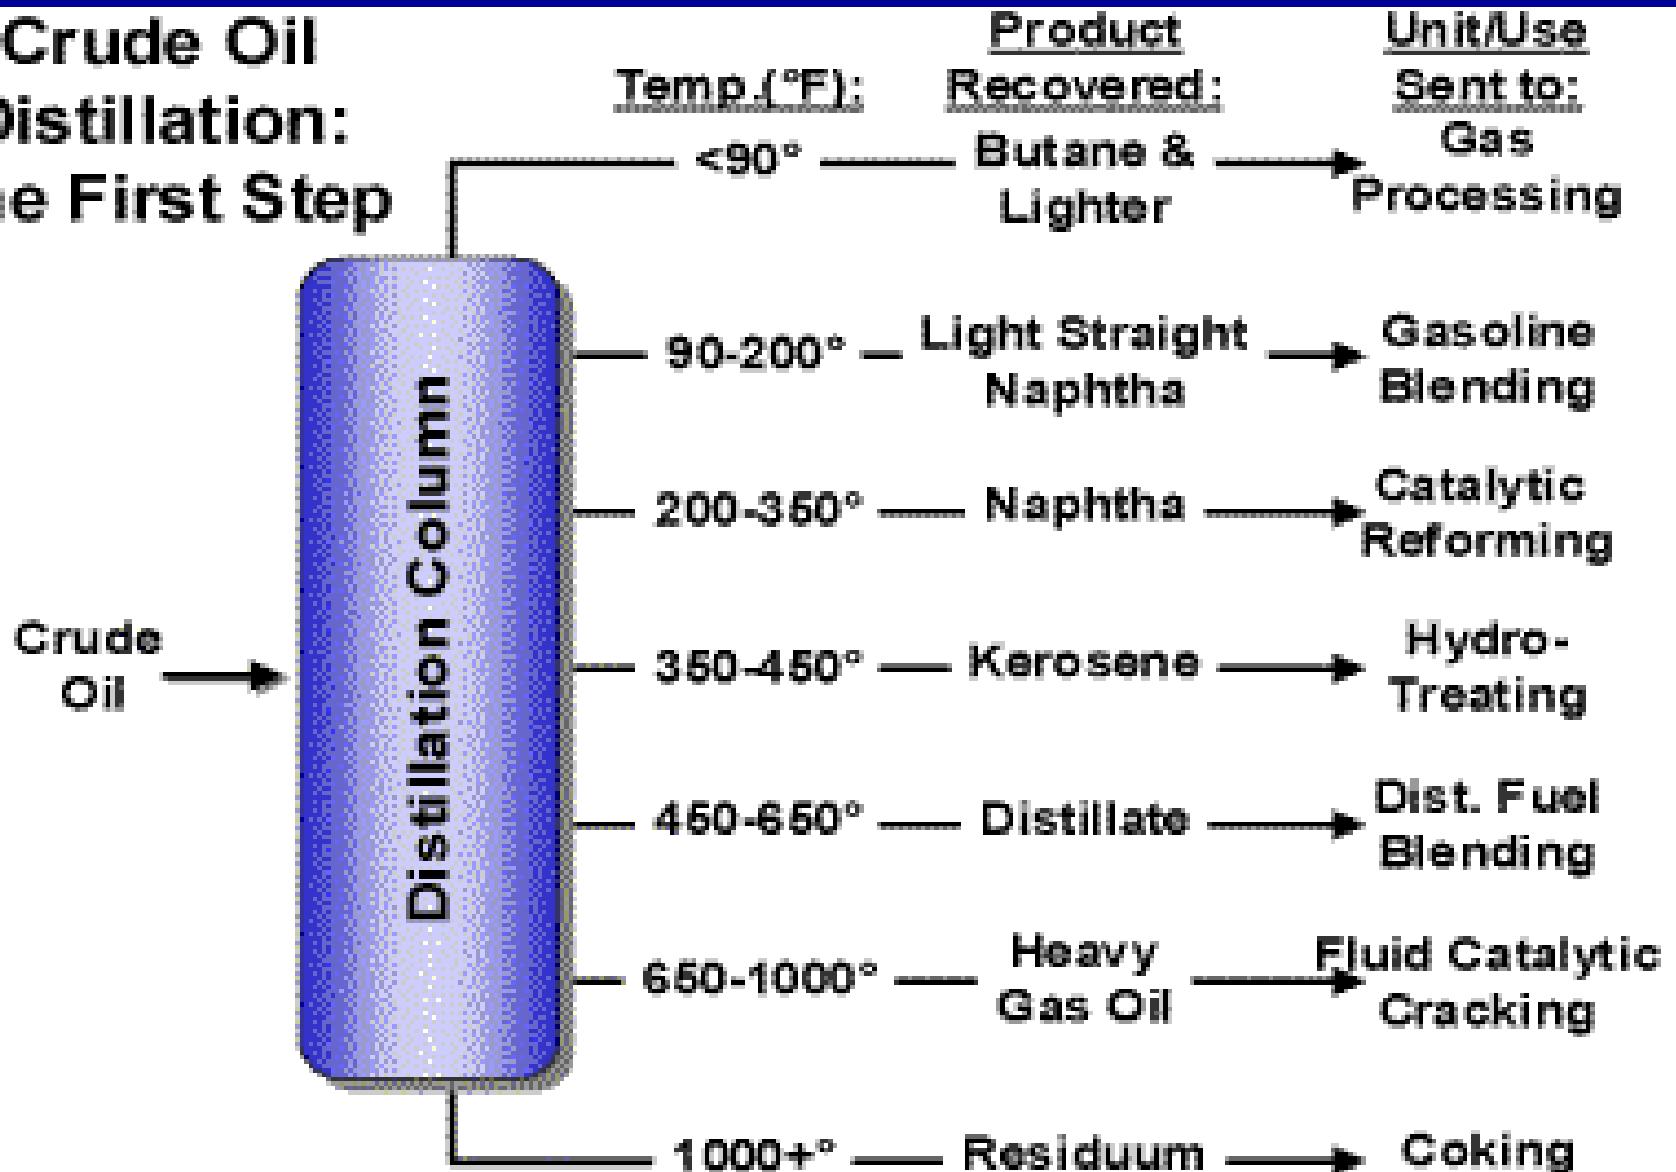 Crude Oil
Distillation:
e First Step
Temp.(°F):
Product
Recovered:
Unit/Use
Sent to:
<90°
Butane &
Lighter
Gas
Processing
90-200°
Light Straight
Naphtha
Gasoline
Blending
200-350°
Naphtha
Catalytic
Reforming
Crude
Oil
Distillation Column
350-450°
Kerosene
Hydro-
Treating
450-650°
Distillate
Dist. Fuel
Blending
650-1000°
Heavy
Gas Oil
Fluid Catalytic
Cracking
1000+°
Residuum
Coking